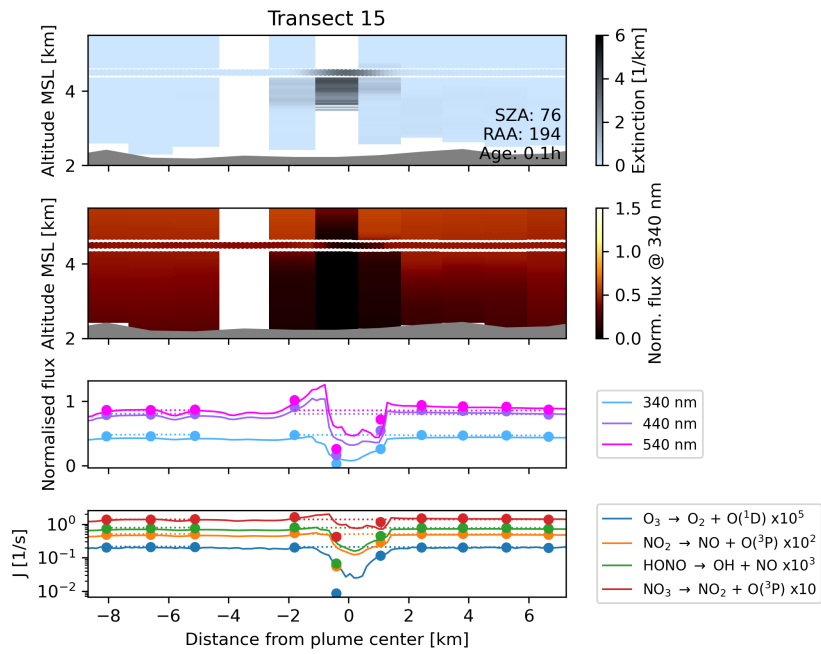 Transect 15
Altitude MSL [km]
4
2
SZA: 76
RAA: 194
Age: 0.1h
6
4
2
0
Extinction [1/km]
Altitude MSL [km]
4
2
1.5
1.0
0.5
0.0
Norm. flux @ 340 nm
Normalised flux
1
0
340 nm
440 nm
540 nm
J [1/s]
10⁰
10⁻¹
10⁻²
O₃ → O₂ + O(¹D) x10⁵
NO₂ → NO + O(³P) x10²
HONO → OH + NO x10³
NO₃ → NO₂ + O(³P) x10
−8 −6 −4 −2 0 2 4 6
Distance from plume center [km]